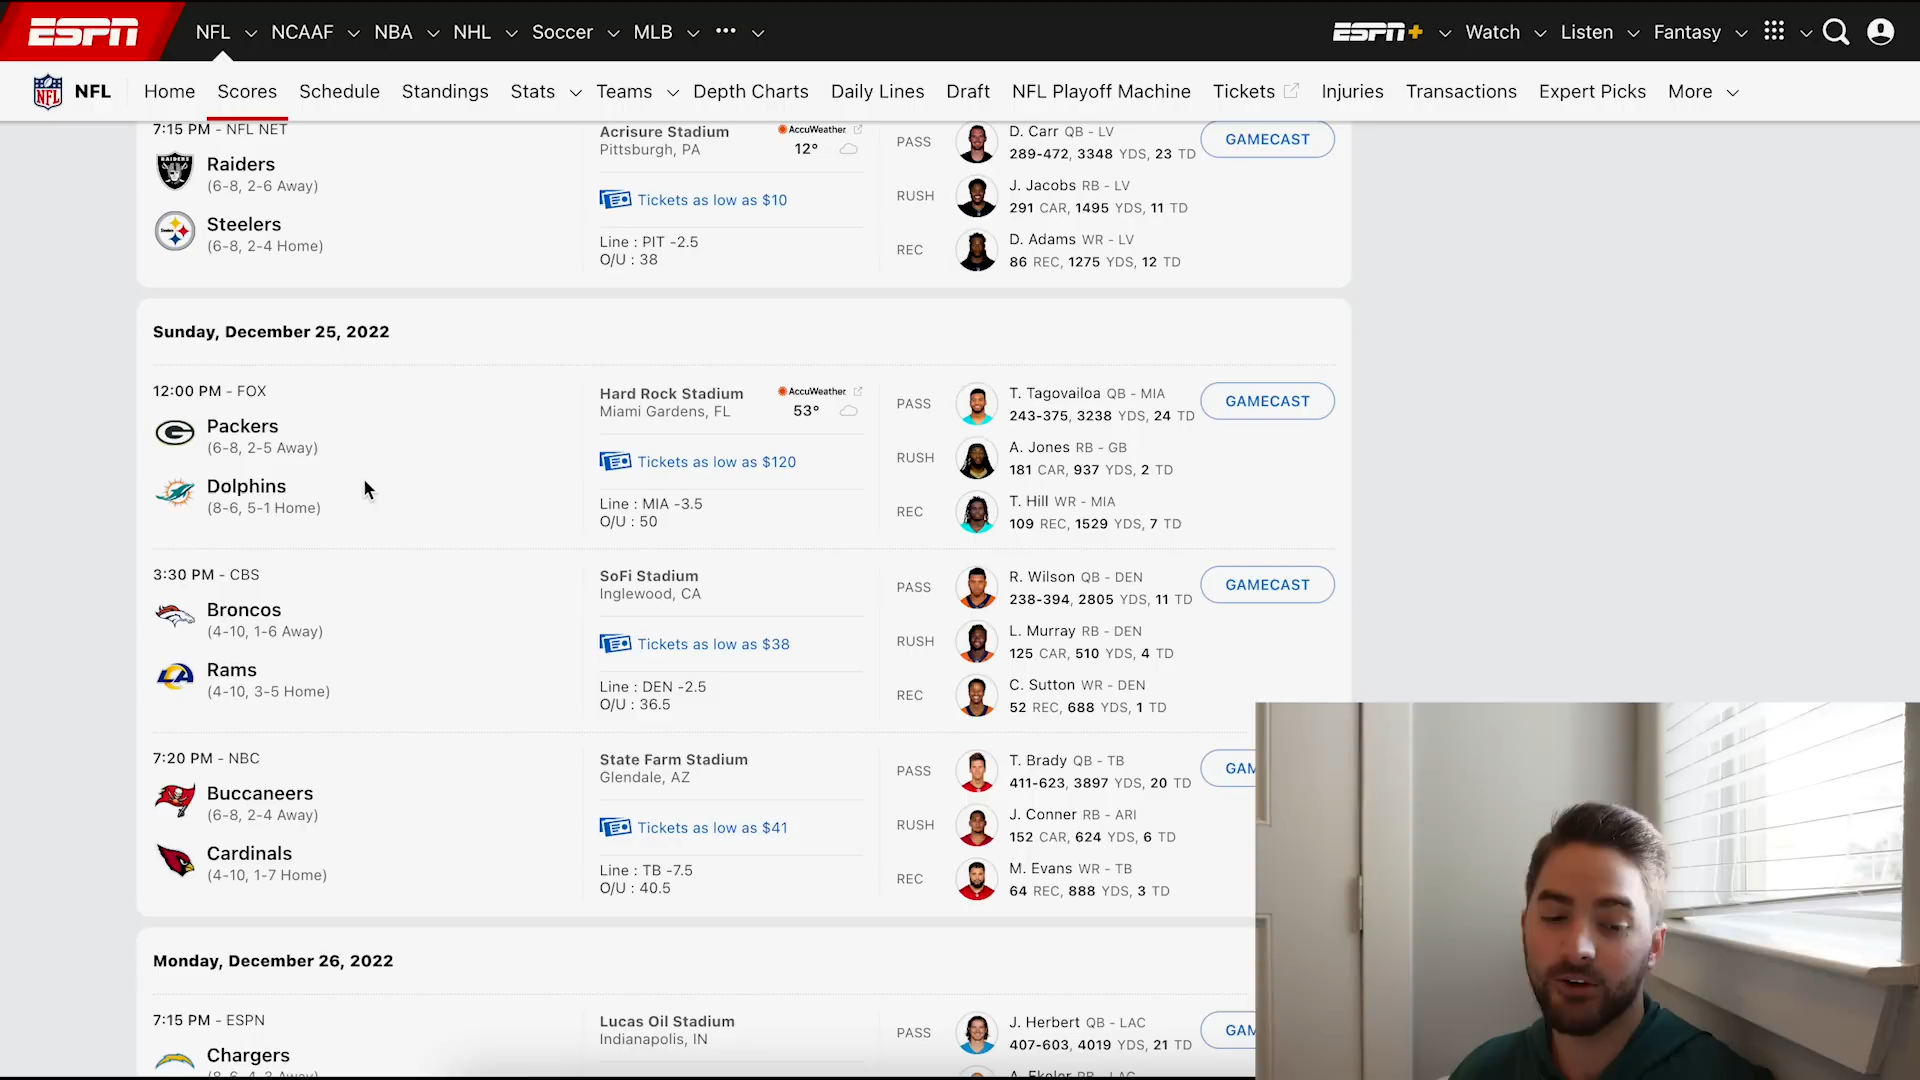 ESPN NFL NCAAF NBA NHL Soccer MLB ESPN+ Watch Listen Fantasy
NFL NFL Home Scores Schedule Standings Stats Teams Depth Charts Daily Lines Draft NFL Playoff Machine Tickets Injuries Transactions Expert Picks More
7:15 PM - NFL NET
RAIDERS
Raiders
(6-8, 2-6 Away)
Steelers
(6-8, 2-4 Home)
Acrisure Stadium
Pittsburgh, PA
AccuWeather
12°
Tickets as low as $10
Line : PIT -2.5
O/U : 38
PASS
D. Carr QB - LV
289-472, 3348 YDS, 23 TD
RUSH
J. Jacobs RB - LV
291 CAR, 1495 YDS, 11 TD
REC
D. Adams WR - LV
86 REC, 1275 YDS, 12 TD
GAMECAST
Sunday, December 25, 2022
12:00 PM - FOX
Packers
(6-8, 2-5 Away)
Dolphins
(8-6, 5-1 Home)
Hard Rock Stadium
Miami Gardens, FL
AccuWeather
53°
Tickets as low as $120
Line : MIA -3.5
O/U : 50
PASS
T. Tagovailoa QB - MIA
243-375, 3238 YDS, 24 TD
RUSH
A. Jones RB - GB
181 CAR, 937 YDS, 2 TD
REC
T. Hill WR - MIA
109 REC, 1529 YDS, 7 TD
GAMECAST
3:30 PM - CBS
Broncos
(4-10, 1-6 Away)
Rams
(4-10, 3-5 Home)
SoFi Stadium
Inglewood, CA
Tickets as low as $38
Line : DEN -2.5
O/U : 36.5
PASS
R. Wilson QB - DEN
238-394, 2805 YDS, 11 TD
RUSH
L. Murray RB - DEN
125 CAR, 510 YDS, 4 TD
REC
C. Sutton WR - DEN
52 REC, 688 YDS, 1 TD
GAMECAST
7:20 PM - NBC
Buccaneers
(6-8, 2-4 Away)
Cardinals
(4-10, 1-7 Home)
State Farm Stadium
Glendale, AZ
Tickets as low as $41
Line : TB -7.5
O/U : 40.5
PASS
T. Brady QB - TB
411-623, 3897 YDS, 20 TD
RUSH
J. Conner RB - ARI
152 CAR, 624 YDS, 6 TD
REC
M. Evans WR - TB
64 REC, 888 YDS, 3 TD
GAM
Monday, December 26, 2022
7:15 PM - ESPN
Chargers
(8-6, 4-3 Away)
Lucas Oil Stadium
Indianapolis, IN
PASS
J. Herbert QB - LAC
407-603, 4019 YDS, 21 TD
A. Ekeler RB - LAC
GAM